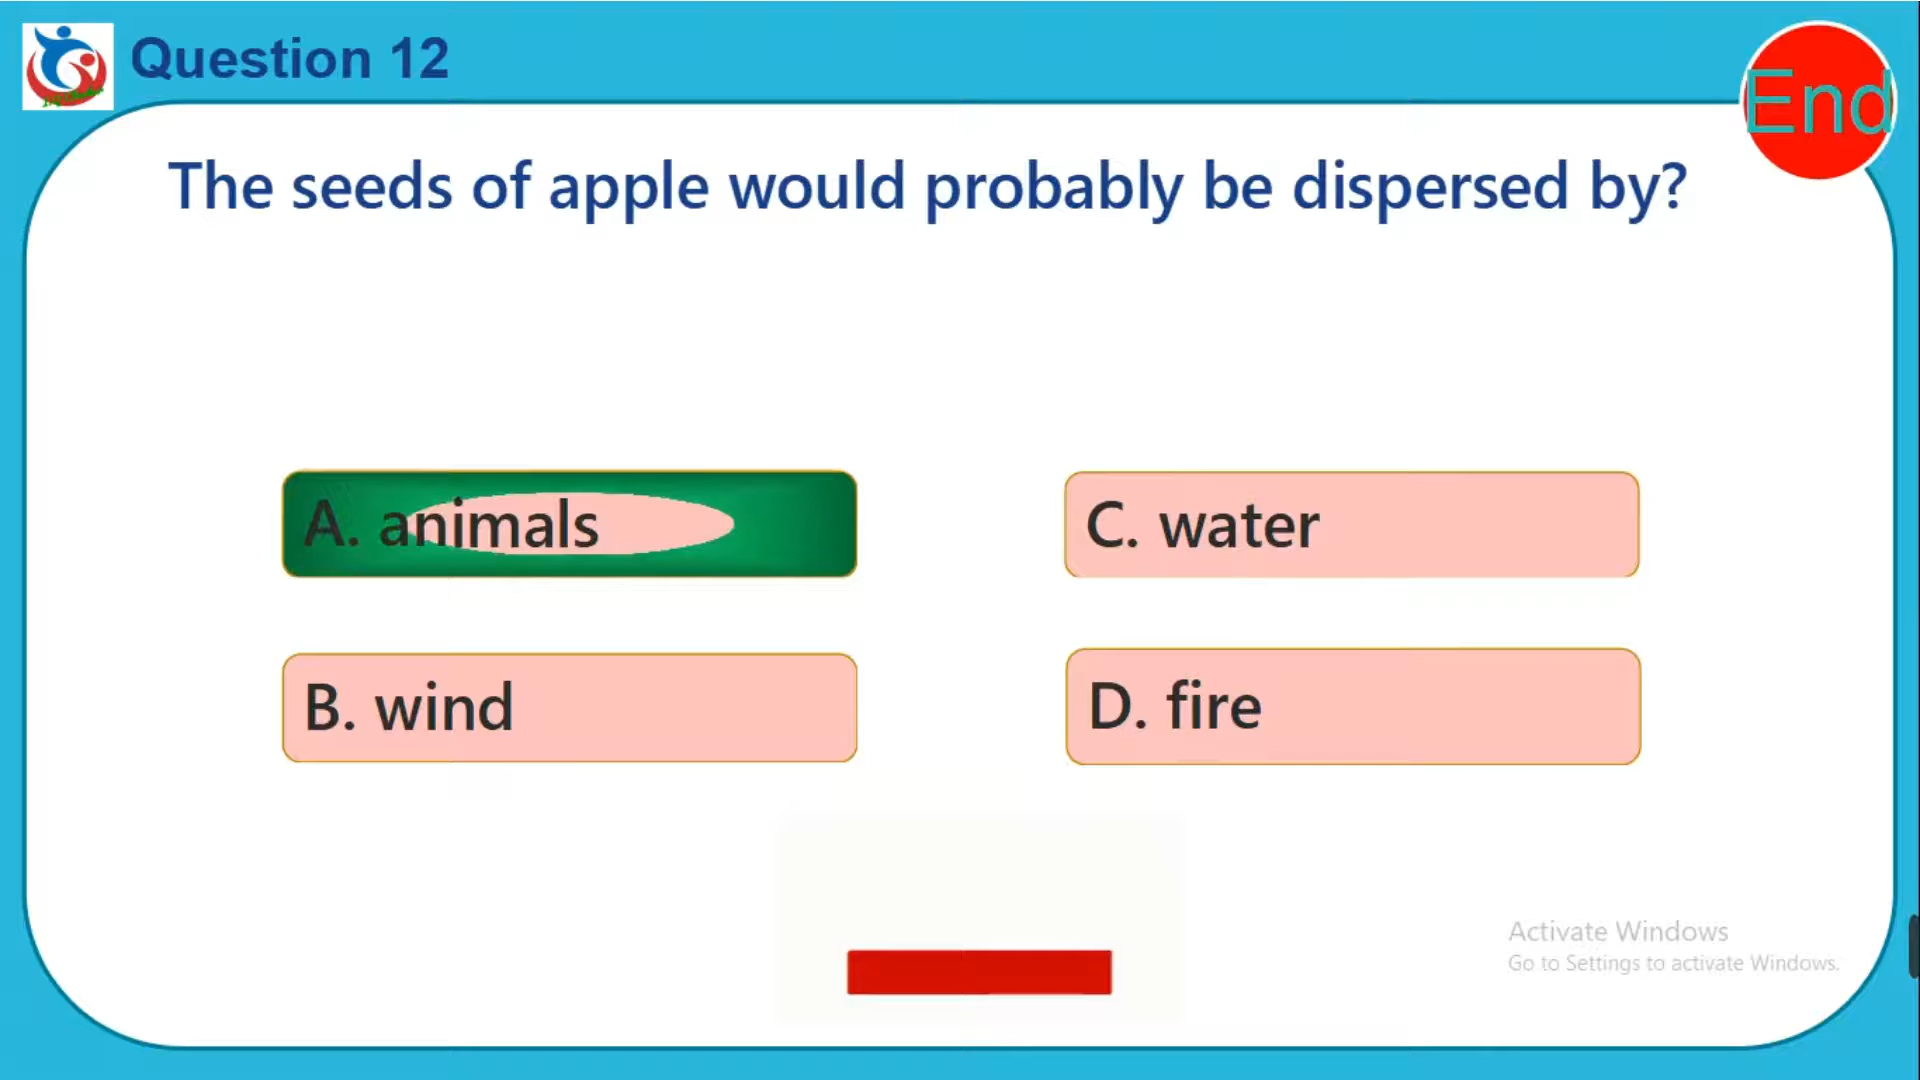 Question 12
End
The seeds of apple would probably be dispersed by?
A. animals
C. water
B. wind
D. fire
Activate Windows
Go to Settings to activate Windows.